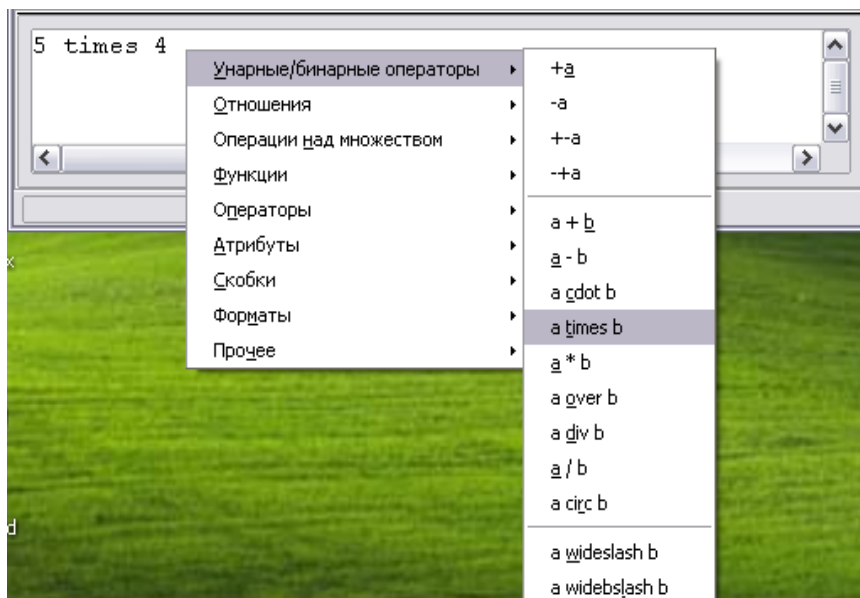 5 times 4
Унарные/бинарные операторы
Отношения
Операции над множеством
Функции
Операторы
Атрибуты
Скобки
Форматы
Прочее
+a
-a
+-a
-+a
a + b
a - b
a cdot b
a times b
a * b
a over b
a div b
a / b
a circ b
a wideslash b
a widebslash b
x
d